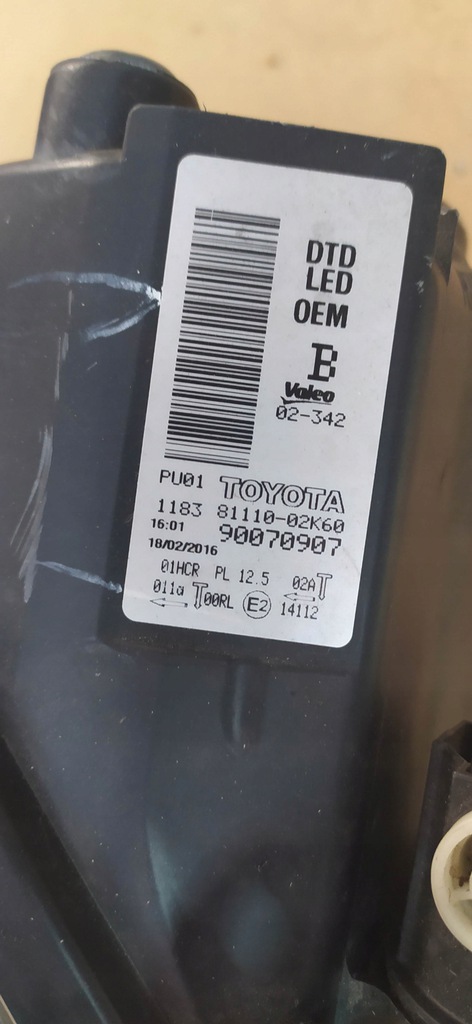 DTD
LED
OEM
B
Valeo
02-342
PU01 TOYOTA
1183 81110-02K60
16:01 90070907
18/02/2016
01HCR PL 12.5 02A T
011a T00RL E2 14112